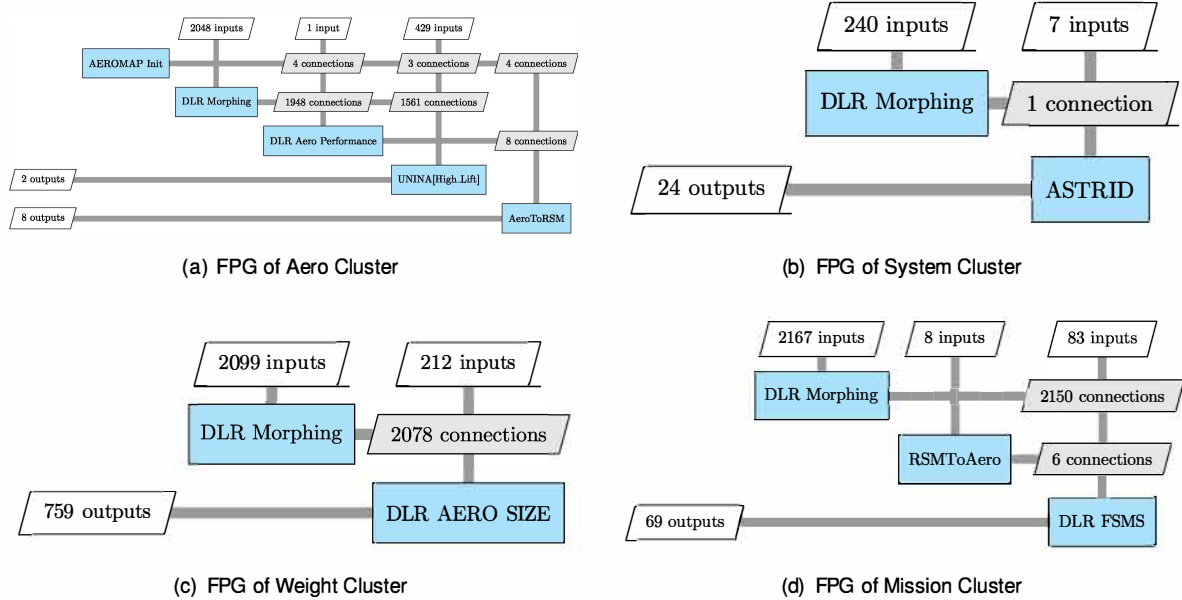 2048 inputs
1 input
429 inputs
AEROMAP Init
4 connections
3 connections
4 connections
DLR Morphing
1948 connections
1561 connections
DLR Aero Performance
8 connections
2 outputs
UNINA[High_Lift]
8 outputs
AeroToRSM
(a) FPG of Aero Cluster
240 inputs
7 inputs
DLR Morphing
1 connection
24 outputs
ASTRID
(b) FPG of System Cluster
2099 inputs
212 inputs
DLR Morphing
2078 connections
759 outputs
DLR AERO SIZE
(c) FPG of Weight Cluster
2167 inputs
8 inputs
83 inputs
DLR Morphing
2150 connections
RSMToAero
6 connections
69 outputs
DLR FSMS
(d) FPG of Mission Cluster